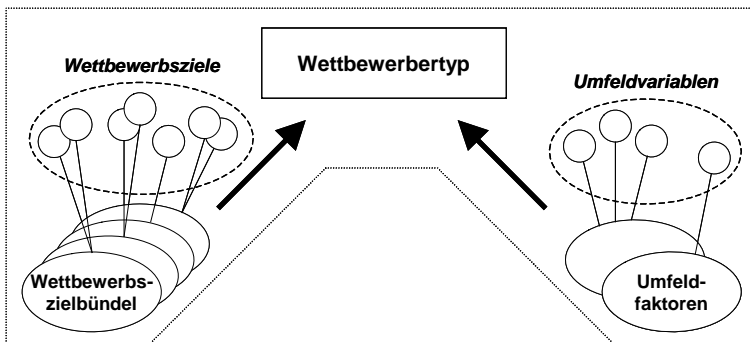 Wettbewerbsziele
Wettbewerbertyp
Umfeldvariablen
Wettbewerbs-
zielbündel
Umfeld-
faktoren